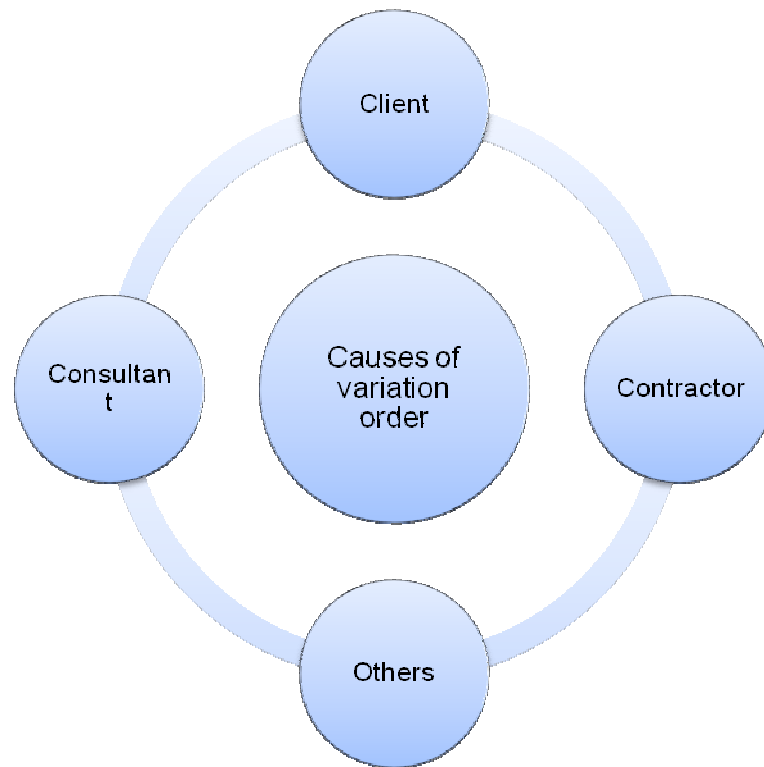 Client
Consultan
t
Causes of
variation
order
Contractor
Others